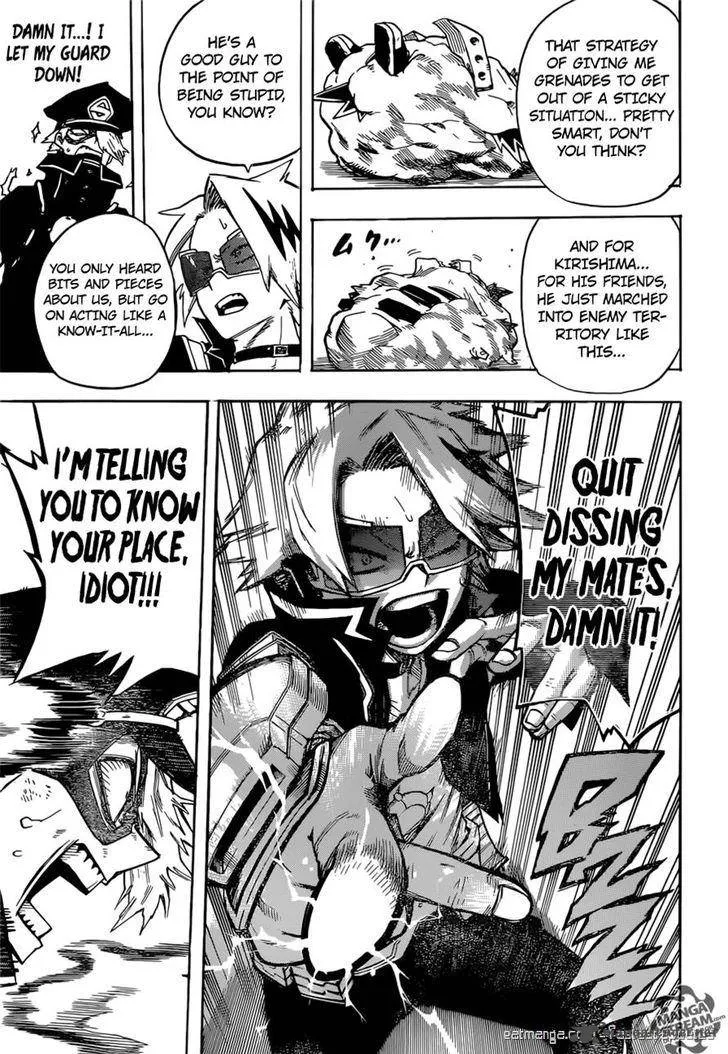 THAT STRATEGY
OF GIVING ME
GRENADES TO GET
OUT OF A STICKY
SITUATION... PRETTY
SMART, DON'T
YOU THINK?
AND FOR
KIRISHIMA...
FOR HIS FRIENDS,
HE JUST MARCHED
INTO ENEMY TER-
RITORY LIKE
THIS...
ムク…
HE'S A
GOOD GUY TO
THE POINT OF
BEING STUPID,
YOU KNOW?
YOU ONLY HEARD
BITS AND PIECES
ABOUT US, BUT GO
ON ACTING LIKE A
KNOW-IT-ALL...
DAMN IT...! I
LET MY GUARD
DOWN!
QUIT
DISSING
MY MATES,
DAMN IT!
BZZZ
I'M TELLING
YOU TO KNOW
YOUR PLACE,
IDIOT!!!
MANGA
STREAM.com